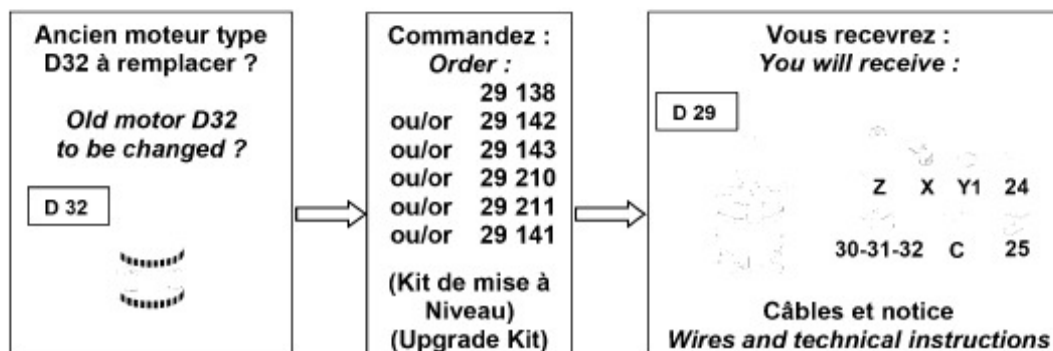 Ancien moteur type
D32 à remplacer ?
Old motor D32
to be changed ?
D 32
Commandez :
Order :
29 138
ou/or 29 142
ou/or 29 143
ou/or 29 210
ou/or 29 211
ou/or 29 141
(Kit de mise à
Niveau)
(Upgrade Kit)
Vous recevrez :
You will receive :
D 29
Z X Y1 24
30-31-32 C 25
Câbles et notice
Wires and technical instructions